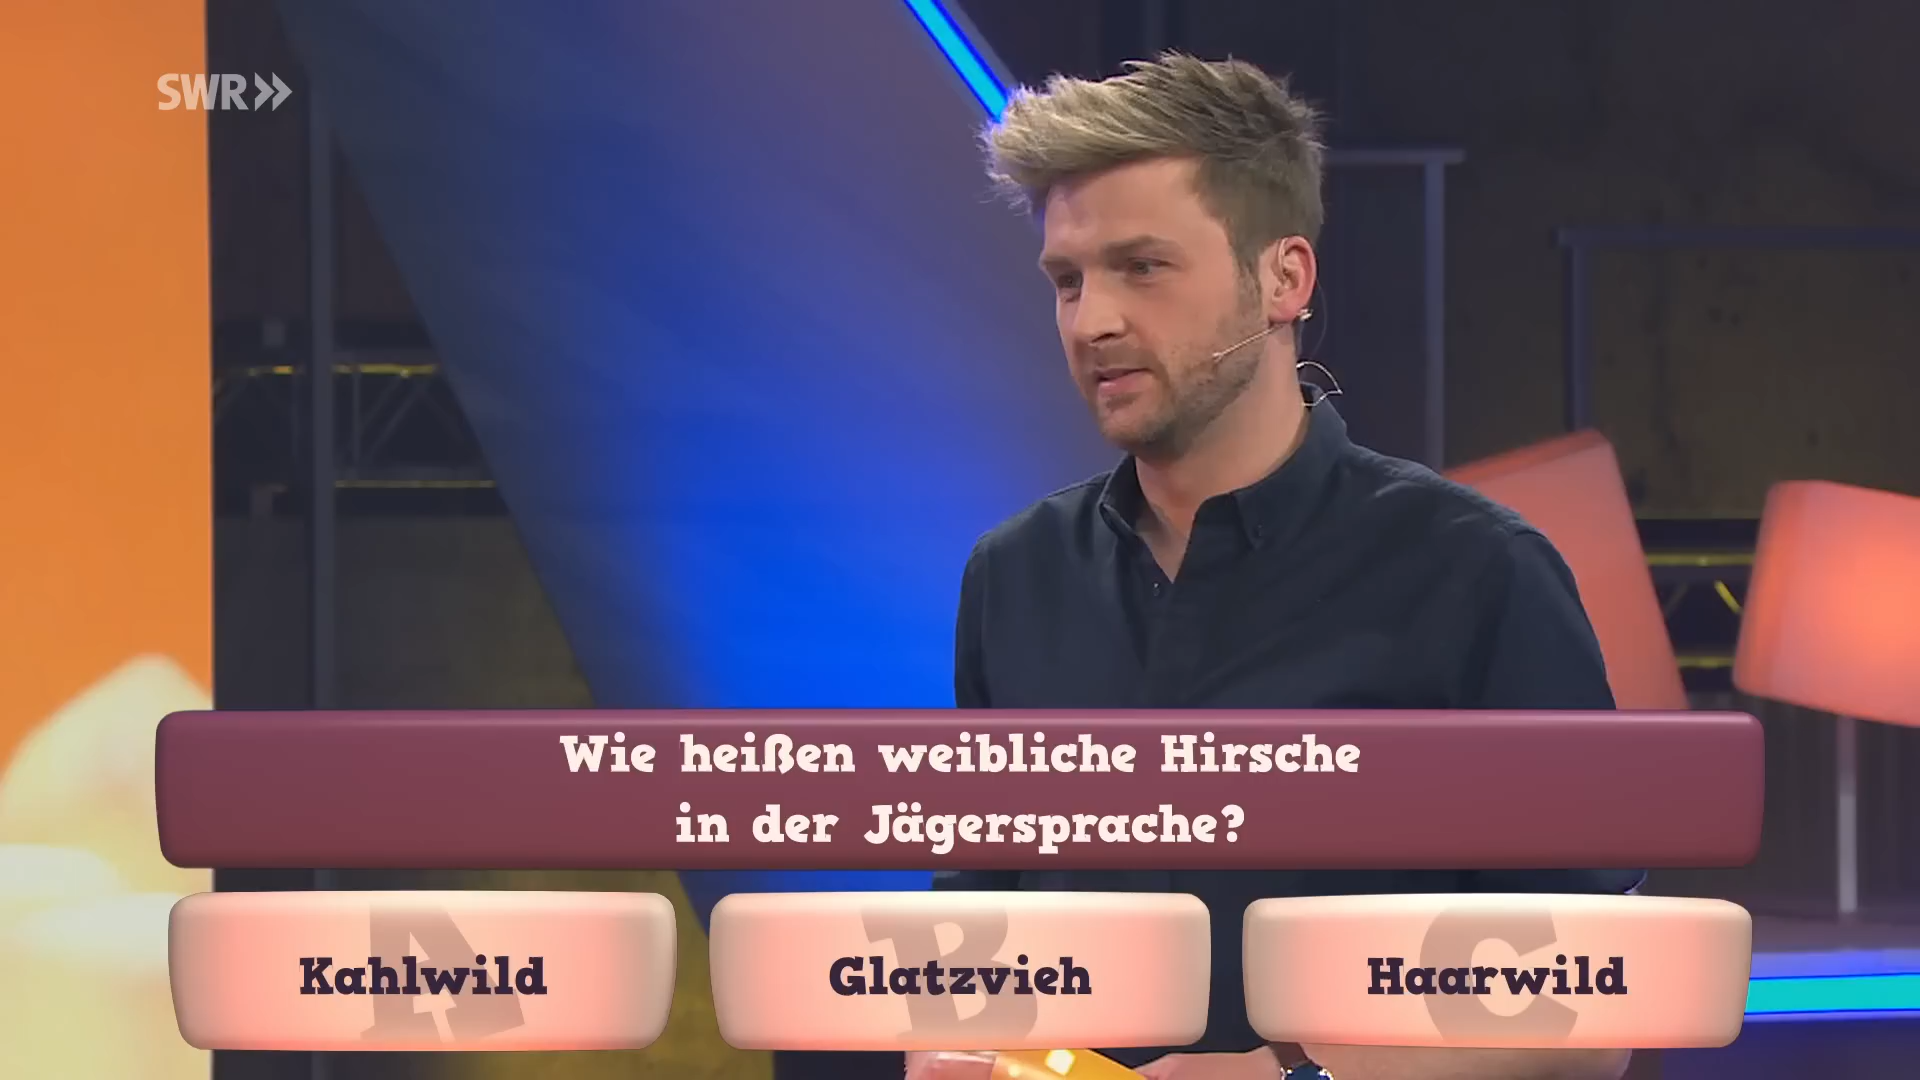 SWR
Wie heißen weibliche Hirsche
in der Jägersprache?
A
Kahlwild
B
Glatzvieh
C
Haarwild